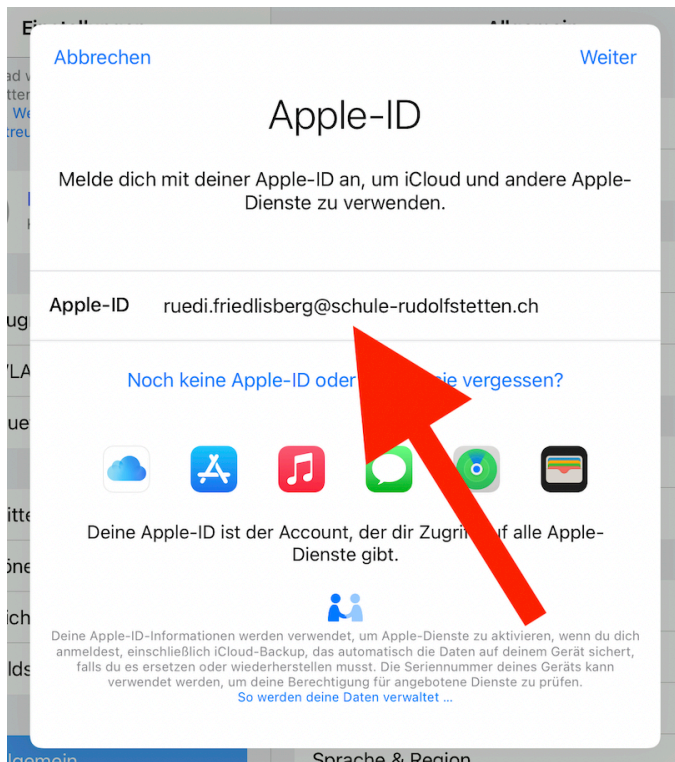 Abbrechen
Weiter
Apple-ID
Melde dich mit deiner Apple-ID an, um iCloud und andere Apple-
Dienste zu verwenden.
Apple-ID
ruedi.friedlisberg@schule-rudolfstetten.ch
Noch keine Apple-ID oder sie vergessen?
Deine Apple-ID ist der Account, der dir Zugriff auf alle Apple-
Dienste gibt.
Deine Apple-ID-Informationen werden verwendet, um Apple-Dienste zu aktivieren, wenn du dich
anmeldest, einschließlich iCloud-Backup, das automatisch die Daten auf deinem Gerät sichert,
falls du es ersetzen oder wiederherstellen musst. Die Seriennummer deines Geräts kann
verwendet werden, um deine Berechtigung für angebotene Dienste zu prüfen.
So werden deine Daten verwaltet ...
Sprache & Region